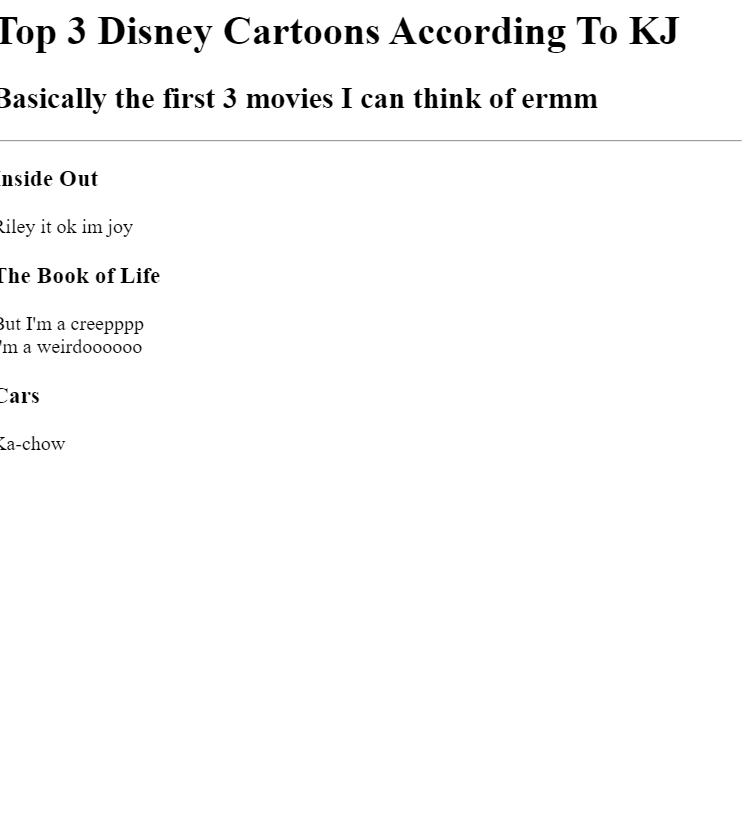 Top 3 Disney Cartoons According To KJ
Basically the first 3 movies I can think of ermm
Inside Out
Riley it ok im joy
The Book of Life
But I'm a creepppp
I'm a weirdoooooo
Cars
Ka-chow